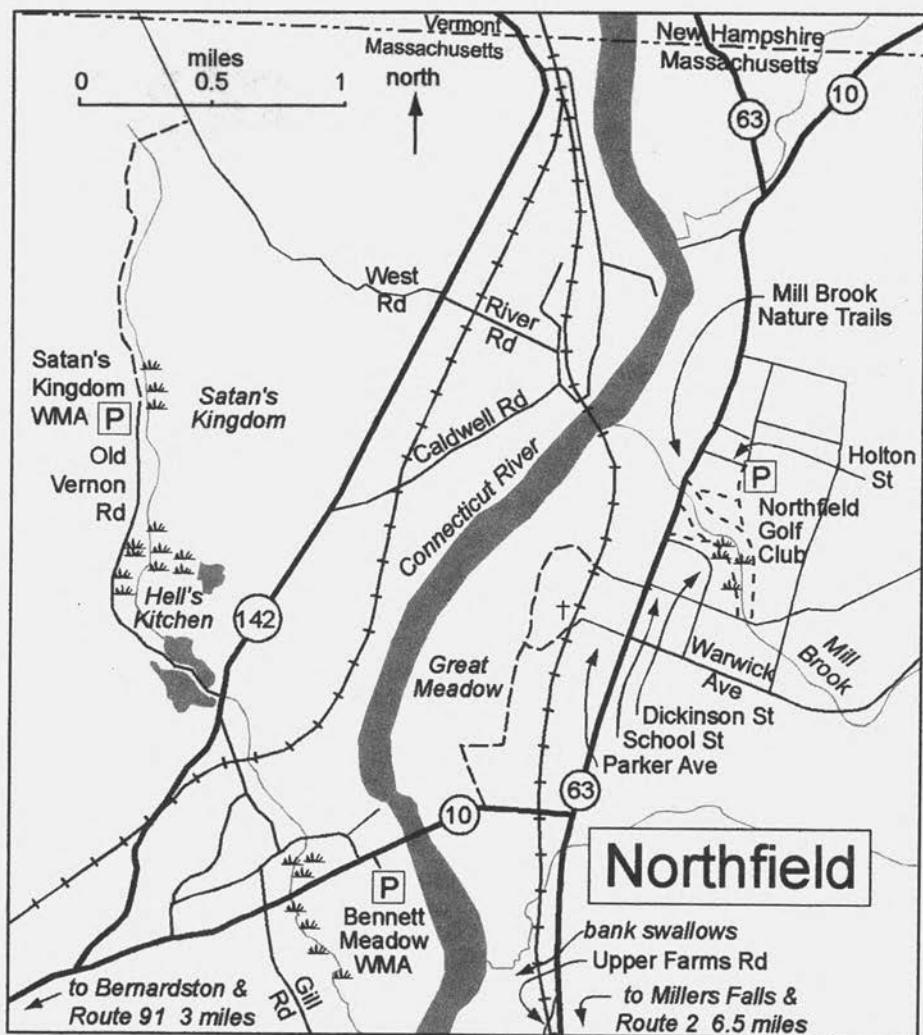 Vermont
Massachusetts
New Hampshire
Massachusetts
miles
0 0.5 1
north
63
10
West
Rd
River
Rd
Mill Brook
Nature Trails
Satan's
Kingdom
WMA
P
Satan's
Kingdom
Old
Vernon
Rd
Caldwell Rd
Connecticut River
Holton
St
P
Northfield
Golf
Club
Hell's
Kitchen
142
Great
Meadow
Warwick
Ave
Mill
Brook
Dickinson St
School St
Parker Ave
63
10
Northfield
P
Bennett
Meadow
WMA
Gill
Rd
bank swallows
Upper Farms Rd
to Bernardston &
Route 91 3 miles
to Millers Falls &
Route 2 6.5 miles